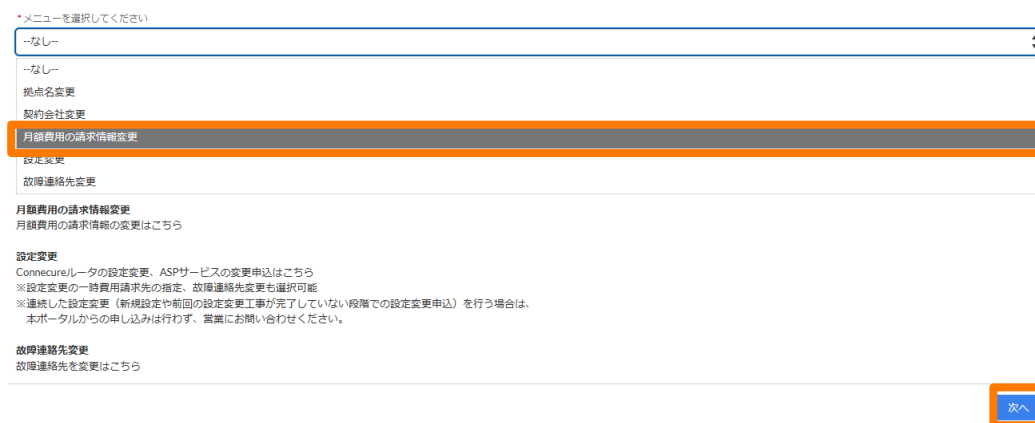 *メニューを選択してください
--なし--
--なし--
拠点名変更
契約会社変更
月額費用の請求情報変更
設定変更
故障連絡先変更
月額費用の請求情報変更
月額費用の請求情報の変更はこちら
設定変更
Connecureルータの設定変更、ASPサービスの変更申込はこちら
※設定変更の一時費用請求先の指定、故障連絡先変更も選択可能
※連続した設定変更（新規設定や前回の設定変更工事が完了していない段階での設定変更申込）を行う場合は、
本ポータルからの申し込みは行わず、営業にお問い合わせください。
故障連絡先変更
故障連絡先を変更はこちら
次へ